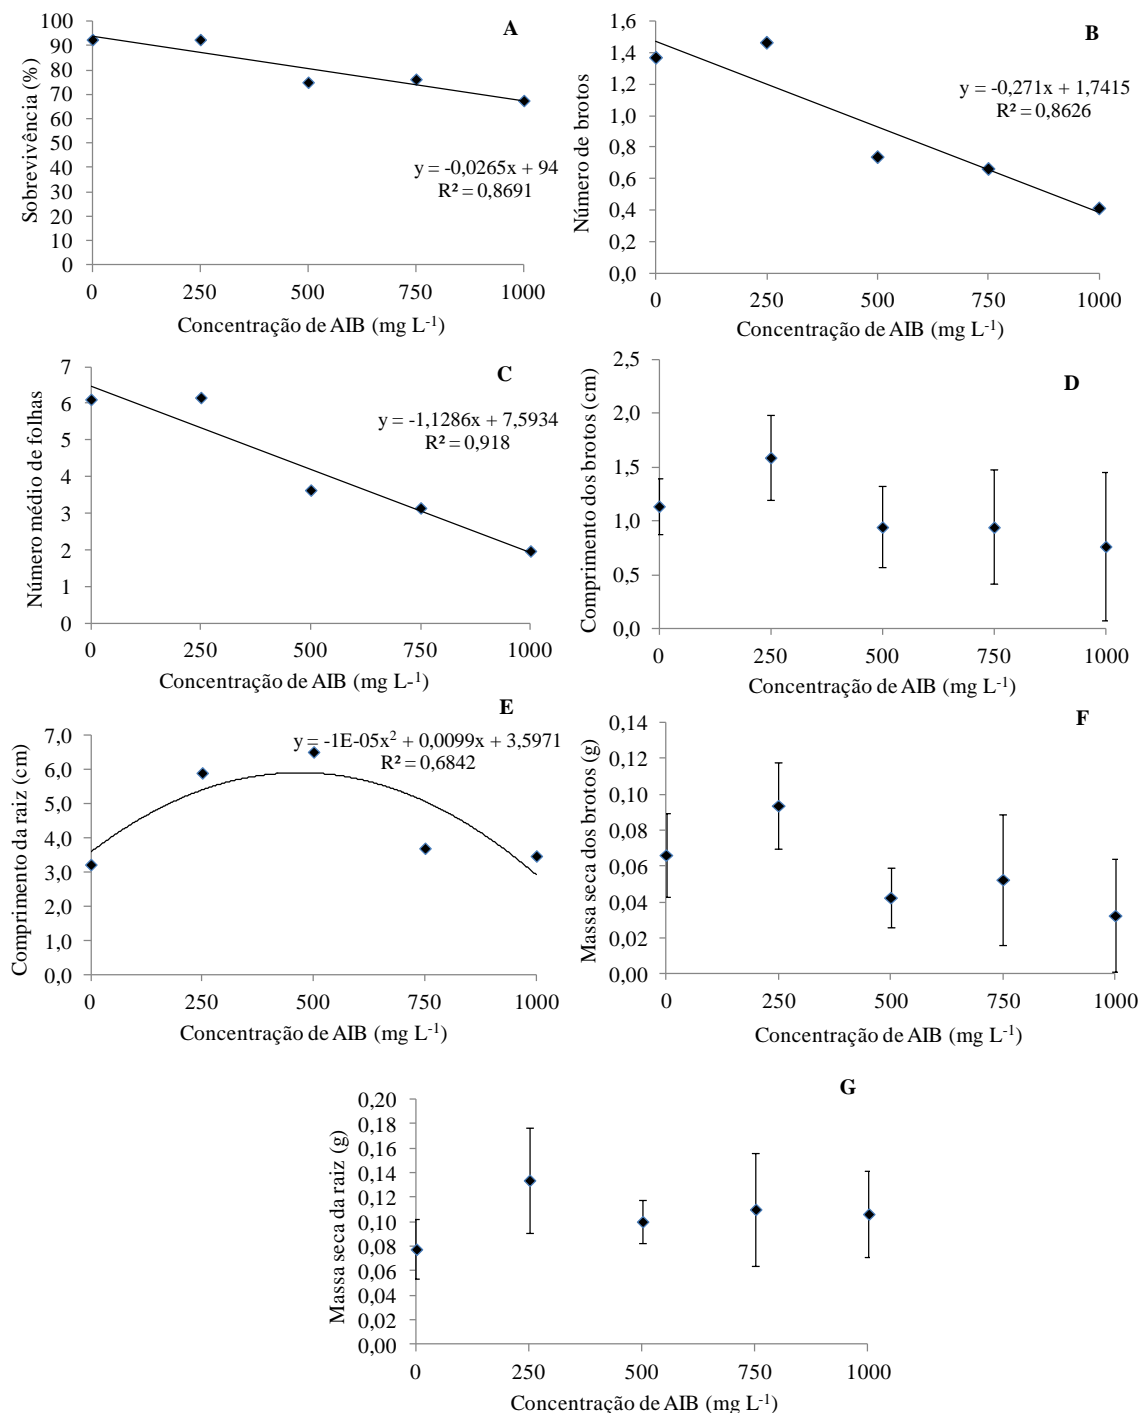 A
Sobrevivência (%)
100
90
80
70
60
50
40
30
20
10
0
y = -0,0265x + 94
R² = 0,8691
0 250 500 750 1000
Concentração de AIB (mg L-1)
B
Número de brotos
1,6
1,4
1,2
1,0
0,8
0,6
0,4
0,2
0,0
y = -0,271x + 1,7415
R² = 0,8626
0 250 500 750 1000
Concentração de AIB (mg L-1)
C
Número médio de folhas
7
6
5
4
3
2
1
0
y = -1,1286x + 7,5934
R² = 0,918
0 250 500 750 1000
Concentração de AIB (mg L-1)
D
Comprimento dos brotos (cm)
2,5
2,0
1,5
1,0
0,5
0,0
0 250 500 750 1000
Concentração de AIB (mg L-1)
E
Comprimento da raiz (cm)
7,0
6,0
5,0
4,0
3,0
2,0
1,0
0,0
y = -1E-05x² + 0,0099x + 3,5971
R² = 0,6842
0 250 500 750 1000
Concentração de AIB (mg L-1)
F
Massa seca dos brotos (g)
0,14
0,12
0,10
0,08
0,06
0,04
0,02
0,00
0 250 500 750 1000
Concentração de AIB (mg L-1)
G
Massa seca da raiz (g)
0,20
0,18
0,16
0,14
0,12
0,10
0,08
0,06
0,04
0,02
0,00
0 250 500 750 1000
Concentração de AIB (mg L-1)